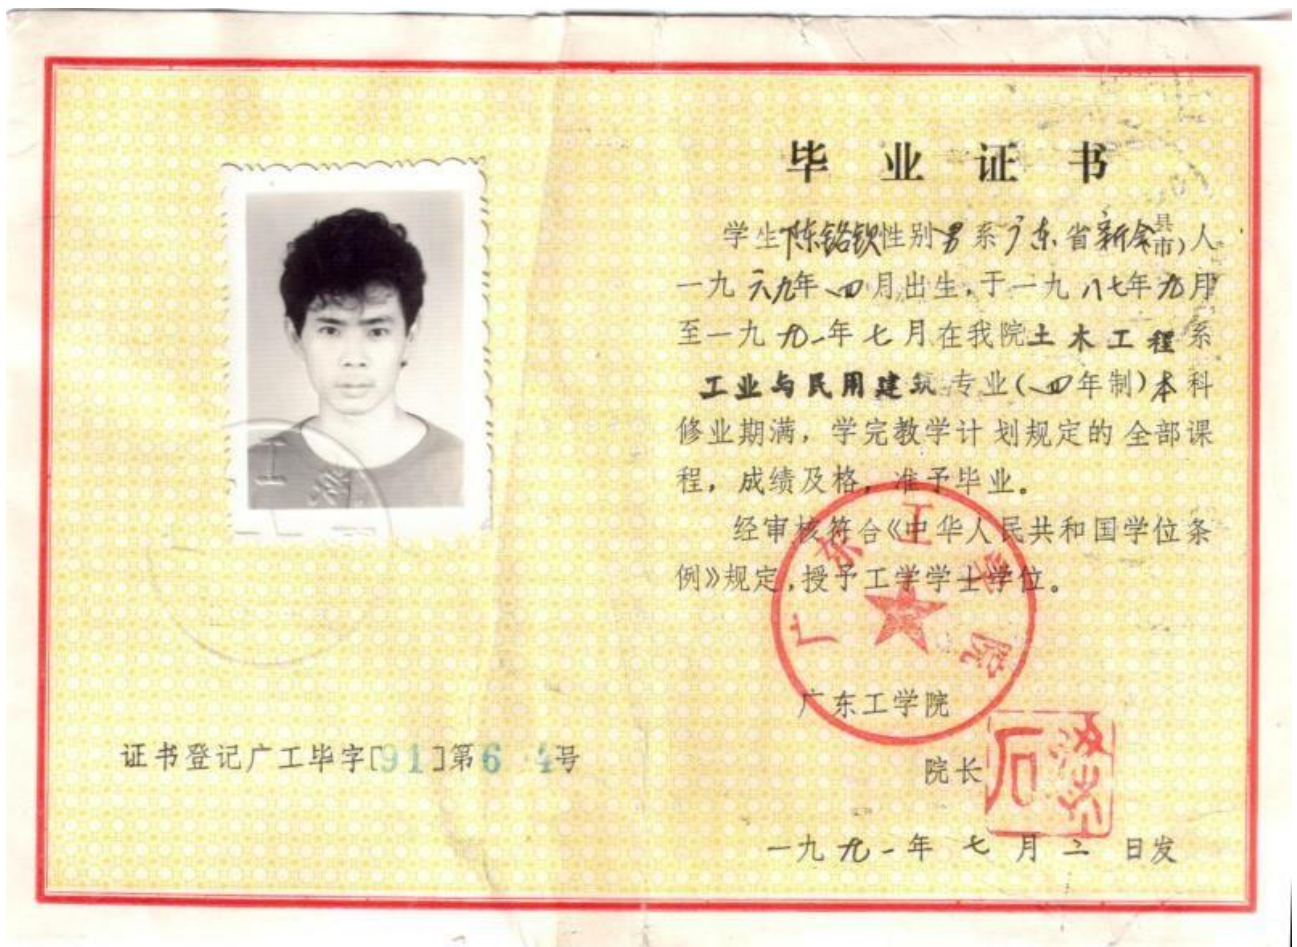 毕业证书
学生陈铭钦性别男系广东省新会县(市)人
一九六九年四月出生,于一九八七年九月
至一九九一年七月在我院土木工程系
工业与民用建筑专业(四年制)本科
修业期满,学完教学计划规定的全部课
程,成绩及格,准予毕业。
经审核符合《中华人民共和国学位条
例》规定,授予工学学士学位。
广东工学院
广东工学院
院长
一九九一年七月二日发
证书登记广工毕字[91]第6 4号